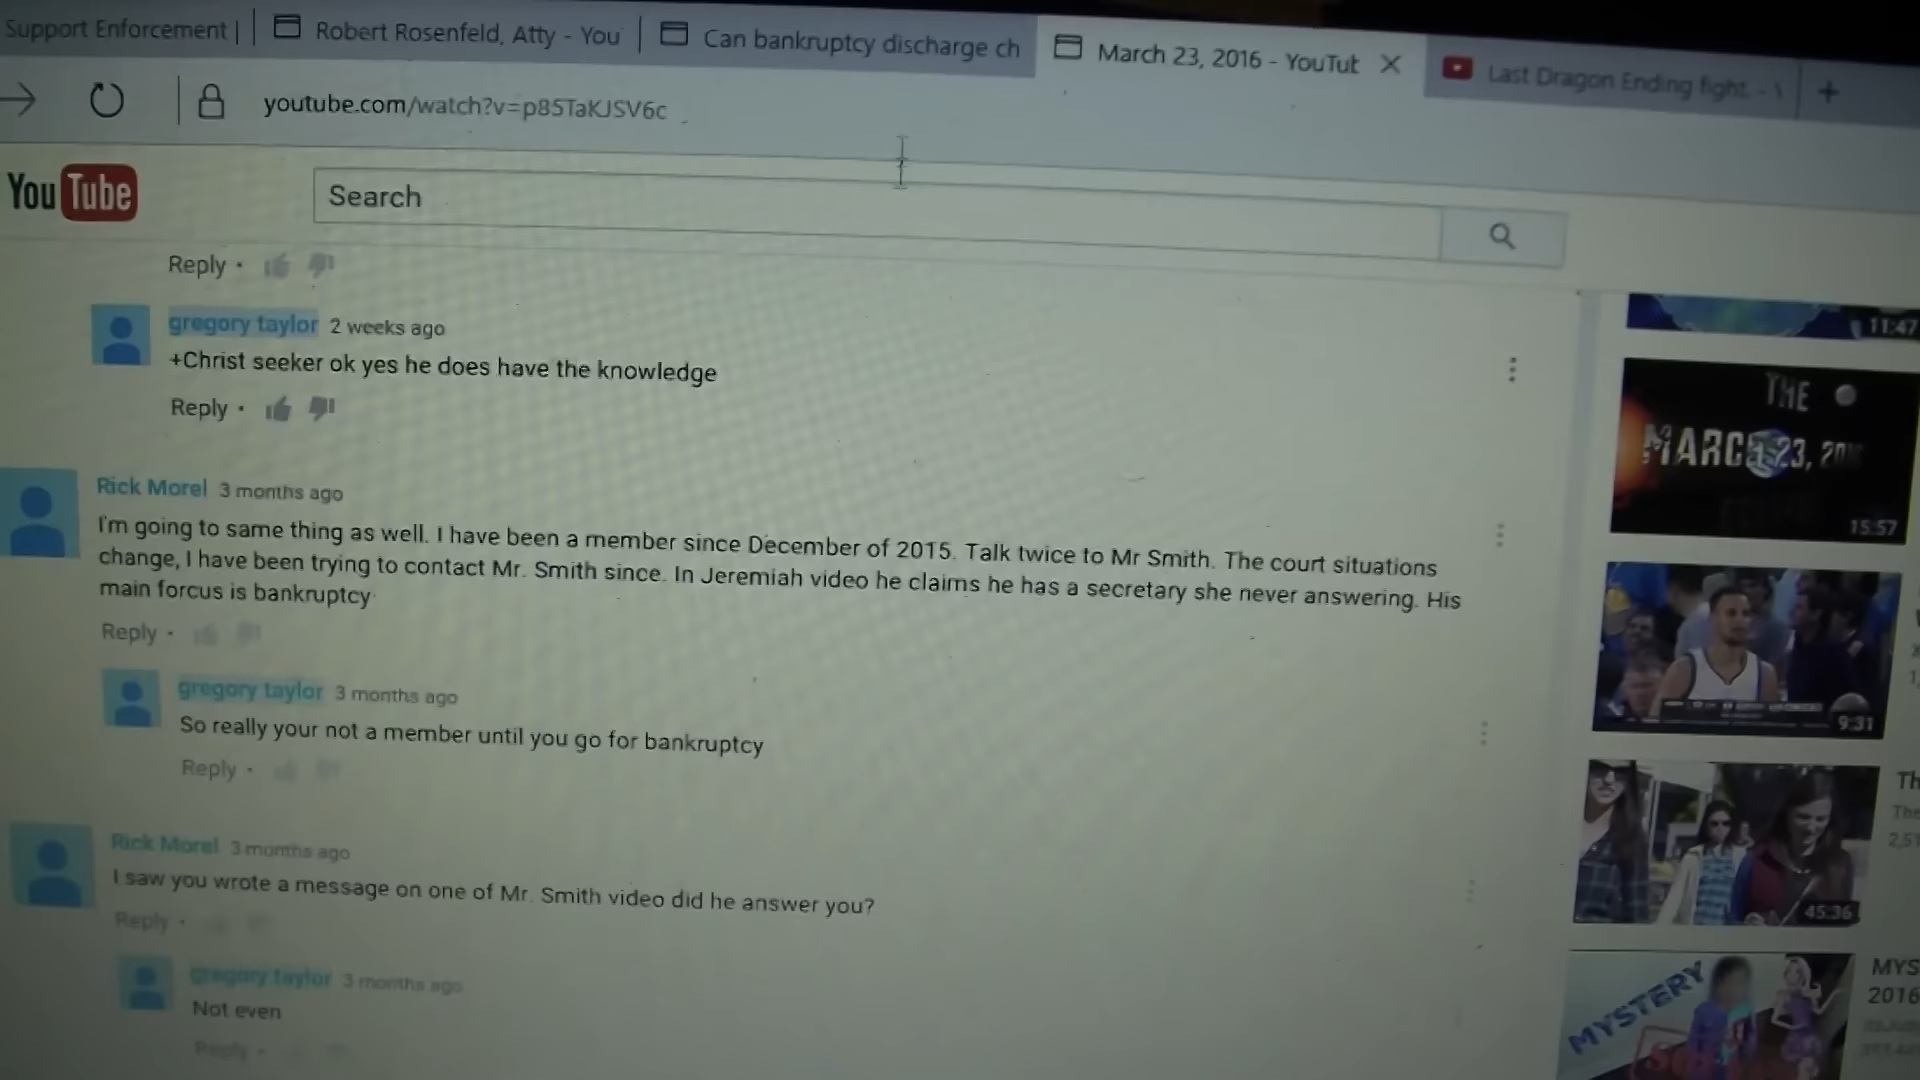 Support Enforcement |
Robert Rosenfeld, Atty - You
Can bankruptcy discharge ch
March 23, 2016 - YouTut
Last Dragon Ending fight. -
youtube.com/watch?v=p85TaKJSV6c
YouTube
Search
Reply •
11:47
gregory taylor 2 weeks ago
+Christ seeker ok yes he does have the knowledge
Reply •
THE
MARCH 23, 20
15:57
Rick Morel 3 months ago
I'm going to same thing as well. I have been a member since December of 2015. Talk twice to Mr Smith. The court situations
change, I have been trying to contact Mr. Smith since. In Jeremiah video he claims he has a secretary she never answering. His
main forcus is bankruptcy
Reply •
gregory taylor 3 months ago
So really your not a member until you go for bankruptcy
Reply •
9:31
Th
The
2,51
45:36
Rick Morel 3 months ago
I saw you wrote a message on one of Mr. Smith video did he answer you?
Reply •
gregory taylor 3 months ago
Not even
Reply •
MYSTERY
MYS
2016